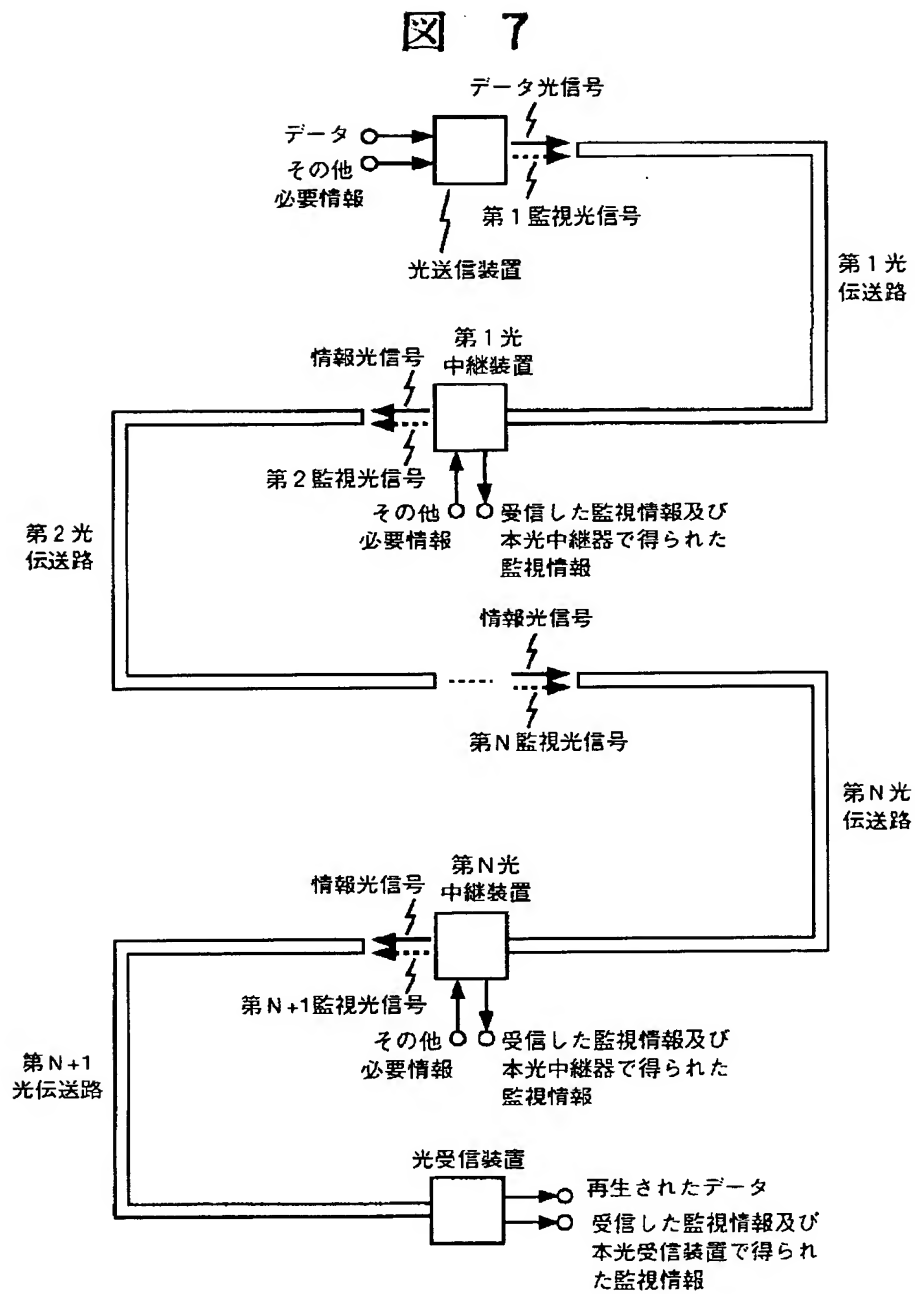 図 7
データ光信号
データ
その他
必要情報
第1監視光信号
光送信装置
第1光
伝送路
第1光
中継装置
情報光信号
第2監視光信号
その他
必要情報
受信した監視情報及び
本光中継器で得られた
監視情報
第2光
伝送路
情報光信号
第N監視光信号
第N光
伝送路
第N光
中継装置
情報光信号
第N+1監視光信号
その他
必要情報
受信した監視情報及び
本光中継器で得られた
監視情報
第N+1
光伝送路
光受信装置
再生されたデータ
受信した監視情報及び
本光受信装置で得られ
た監視情報